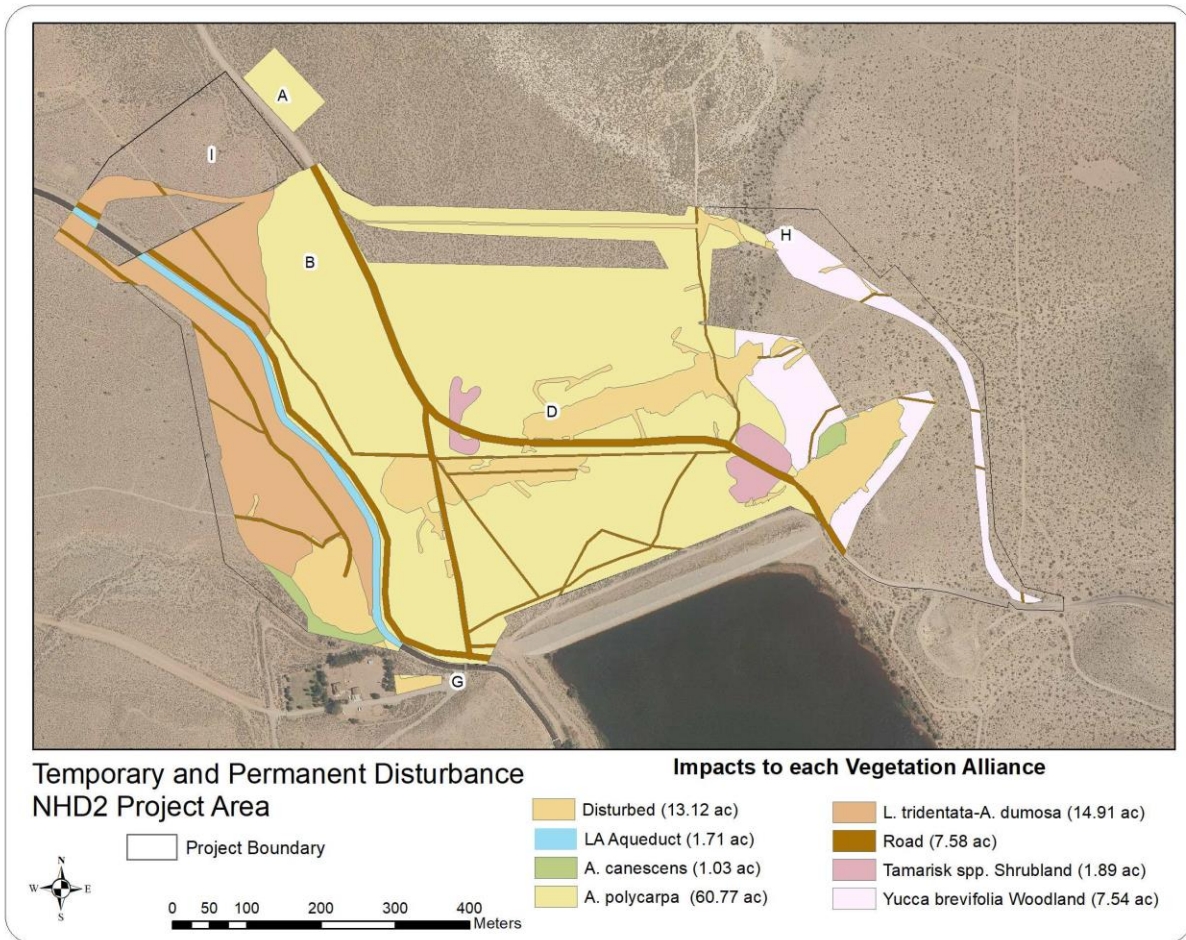 A
I
B
H
D
G
Temporary and Permanent Disturbance
NHD2 Project Area
Project Boundary
N
W E
S
0 50 100 200 300 400
Meters
Impacts to each Vegetation Alliance
Disturbed (13.12 ac)
LA Aqueduct (1.71 ac)
A. canescens (1.03 ac)
A. polycarpa (60.77 ac)
L. tridentata-A. dumosa (14.91 ac)
Road (7.58 ac)
Tamarisk spp. Shrubland (1.89 ac)
Yucca brevifolia Woodland (7.54 ac)